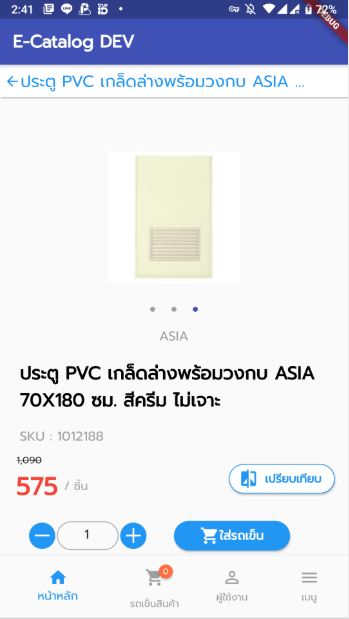 2:41
72%
DEBUG
E-Catalog DEV
←ประตู PVC เกล็ดล่างพร้อมวงกบ ASIA ...
ASIA
ประตู PVC เกล็ดล่างพร้อมวงกบ ASIA
70X180 ซม. สีครีม ไม่เจาะ
SKU : 1012188
1,090
575 / ชิ้น
เปรียบเทียบ
1
ใส่รถเข็น
0
หน้าหลัก
รถเข็นสินค้า
ผู้ใช้งาน
เมนู